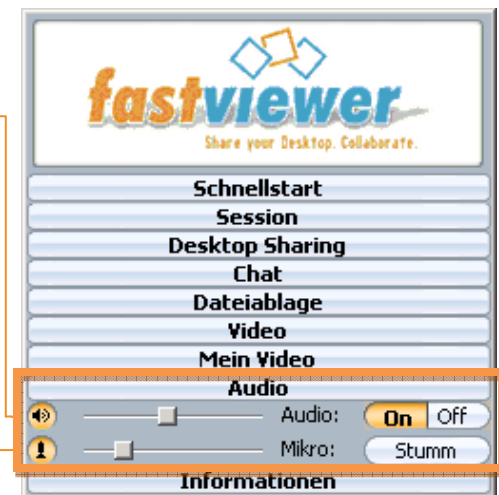 fastviewer
Share your Desktop. Collaborate.
Schnellstart
Session
Desktop Sharing
Chat
Dateiablage
Video
Mein Video
Audio
Audio: On Off
Mikro: Stumm
Informationen